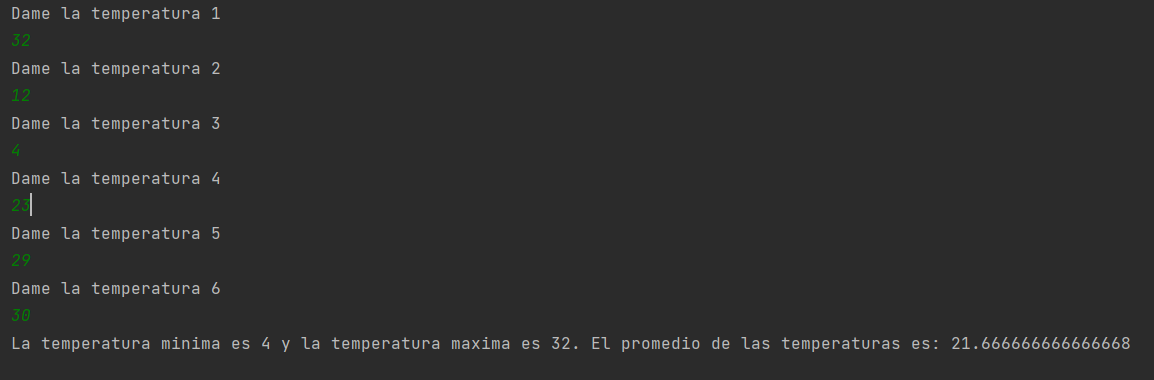 Dame la temperatura 1
32
Dame la temperatura 2
12
Dame la temperatura 3
4
Dame la temperatura 4
23
Dame la temperatura 5
29
Dame la temperatura 6
30
La temperatura minima es 4 y la temperatura maxima es 32. El promedio de las temperaturas es: 21.666666666666668